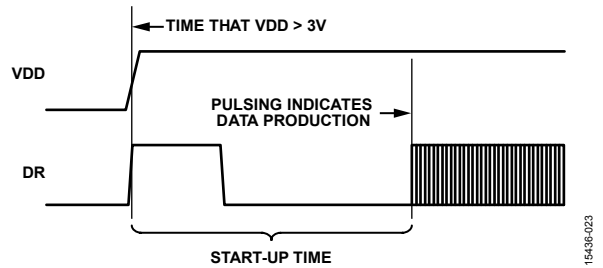 TIME THAT VDD > 3V
VDD
PULSING INDICATES
DATA PRODUCTION
DR
START-UP TIME
15436-023